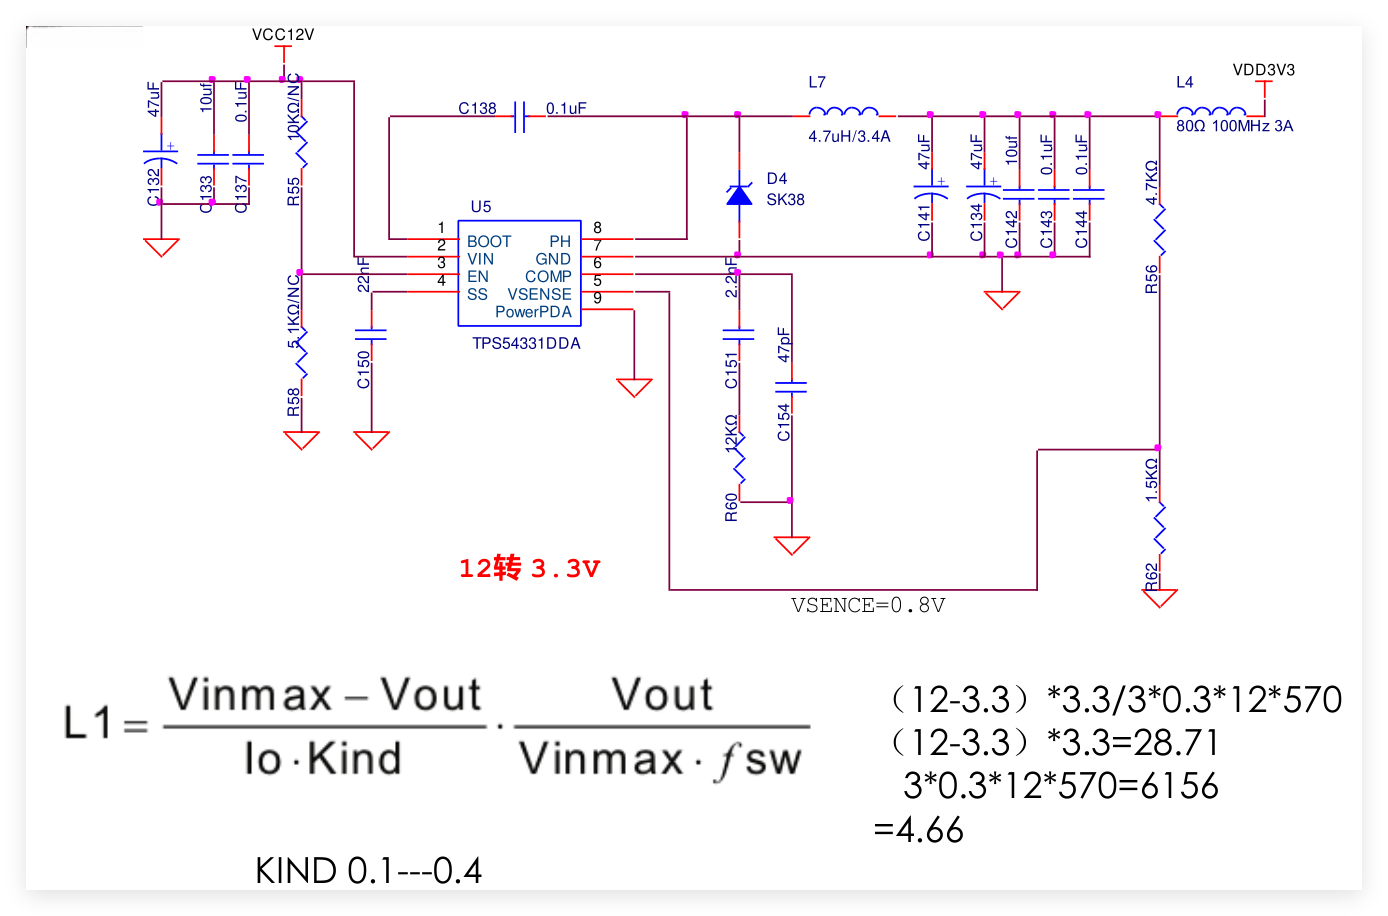 VCC12V
47uF
10uf
0.1uF
10KΩ/NC
C132
C133
C137
R55
C138
0.1uF
L7
4.7uH/3.4A
L4
VDD3V3
80Ω 100MHz 3A
D4
SK38
47uF
47uF
10uf
0.1uF
0.1uF
C141
C134
C142
C143
C144
4.7KΩ
R56
U5
1
2
3
4
BOOT
VIN
EN
SS
PH
GND
COMP
VSENSE
PowerPDA
8
7
6
5
9
TPS54331DDA
22nF
C150
5.1KΩ/NC
R58
2.2nF
C151
47pF
C154
12KΩ
R60
1.5KΩ
R62
12转 3.3V
VSENCE=0.8V
L1= Vinmax – Vout / Io · Kind · Vout / Vinmax · ƒsw
（12-3.3）*3.3/3*0.3*12*570
（12-3.3）*3.3=28.71
3*0.3*12*570=6156
=4.66
KIND 0.1---0.4